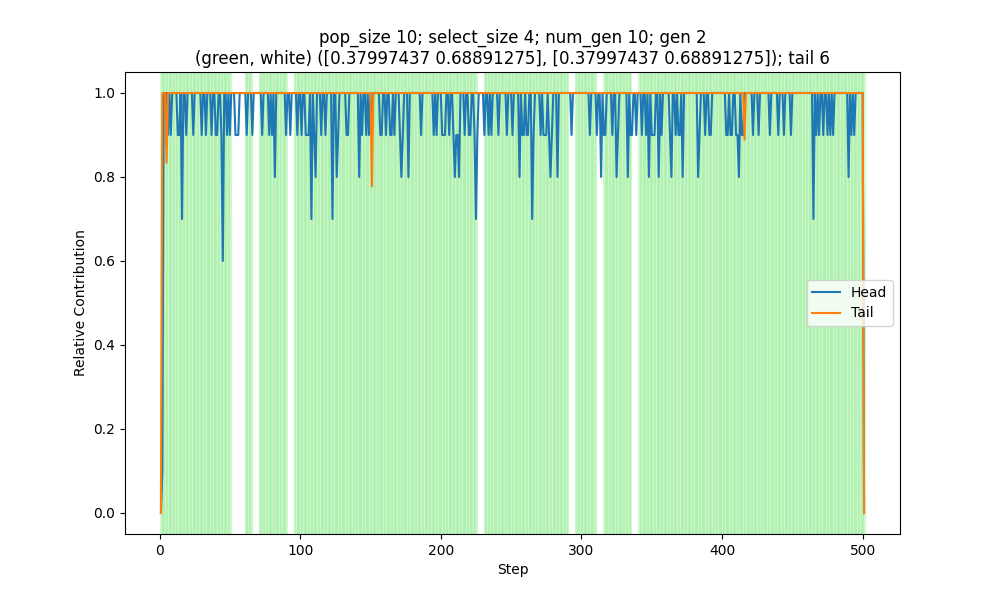 pop_size 10; select_size 4; num_gen 10; gen 2
(green, white) ([0.37997437 0.68891275], [0.37997437 0.68891275]); tail 6
1.0
0.8
0.6
0.4
0.2
0.0
Relative Contribution
Head
Tail
0
100
200
300
400
500
Step